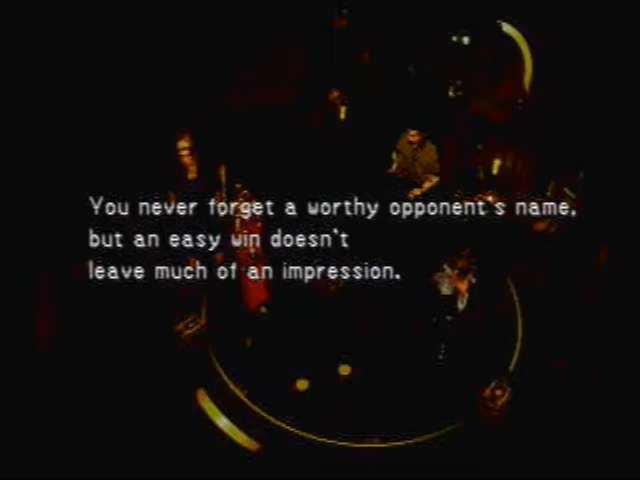 You never forget a worthy opponent's name,
but an easy win doesn't
leave much of an impression.